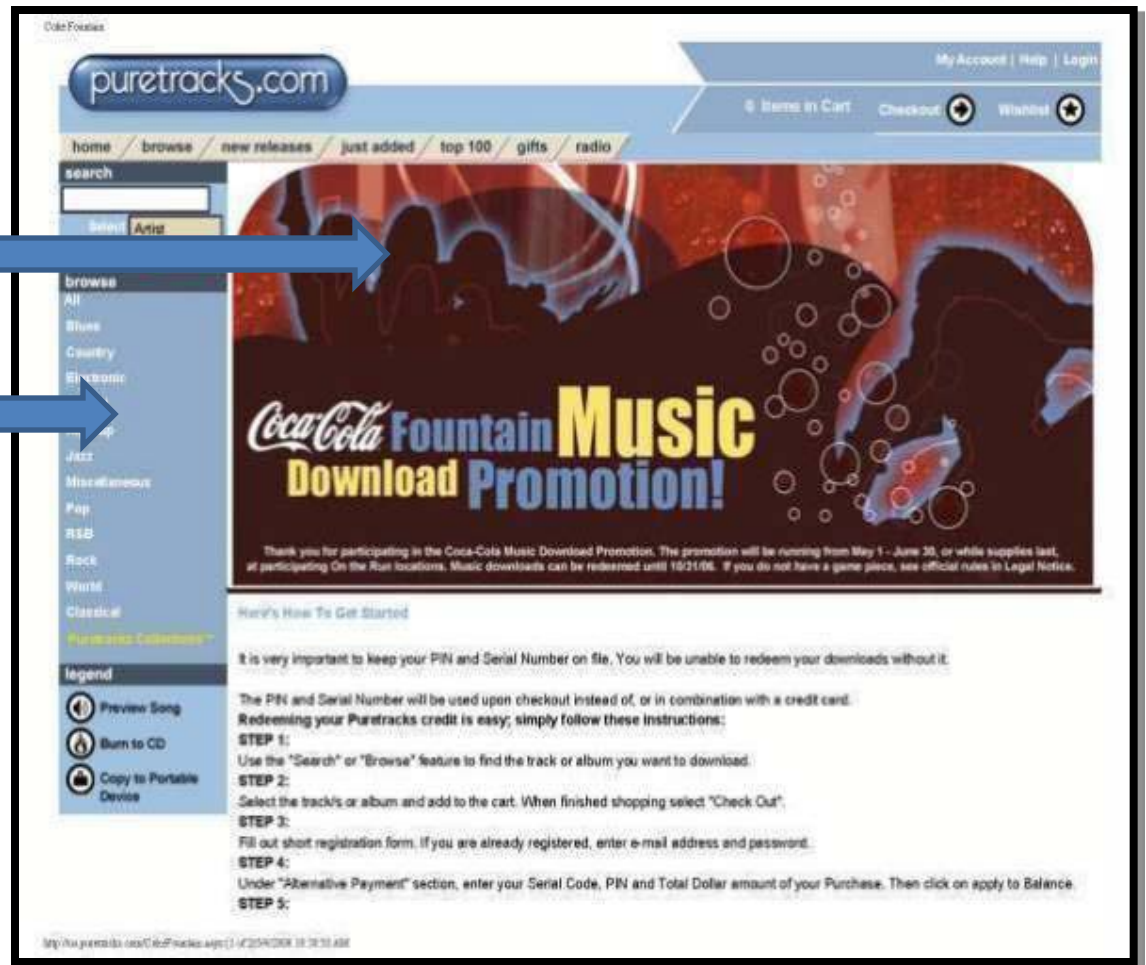 Coke Fountain
puretracks.com
My Account | Help | Login
0 Items in Cart Checkout Wishlist
home / browse / new releases / just added / top 100 / gifts / radio /
search
Select Artist
browse
All
Blues
Country
Electronic
Jazz
Miscellaneous
Pop
R&B
Rock
World
Classical
Puretracks Collections™
legend
Preview Song
Burn to CD
Copy to Portable
Device
Coca-Cola Fountain Music
Download Promotion!
Thank you for participating in the Coca-Cola Music Download Promotion. The promotion will be running from May 1 - June 30, or while supplies last,
at participating On the Run locations. Music downloads can be redeemed until 10/31/06. If you do not have a game piece, see official rules in Legal Notice.
Here's How To Get Started
It is very important to keep your PIN and Serial Number on file. You will be unable to redeem your downloads without it.
The PIN and Serial Number will be used upon checkout instead of, or in combination with a credit card.
Redeeming your Puretracks credit is easy; simply follow these instructions:
STEP 1:
Use the "Search" or "Browse" feature to find the track or album you want to download.
STEP 2:
Select the track/s or album and add to the cart. When finished shopping select "Check Out".
STEP 3:
Fill out short registration form. If you are already registered, enter e-mail address and password.
STEP 4:
Under "Alternative Payment" section, enter your Serial Code, PIN and Total Dollar amount of your Purchase. Then click on apply to Balance.
STEP 5: